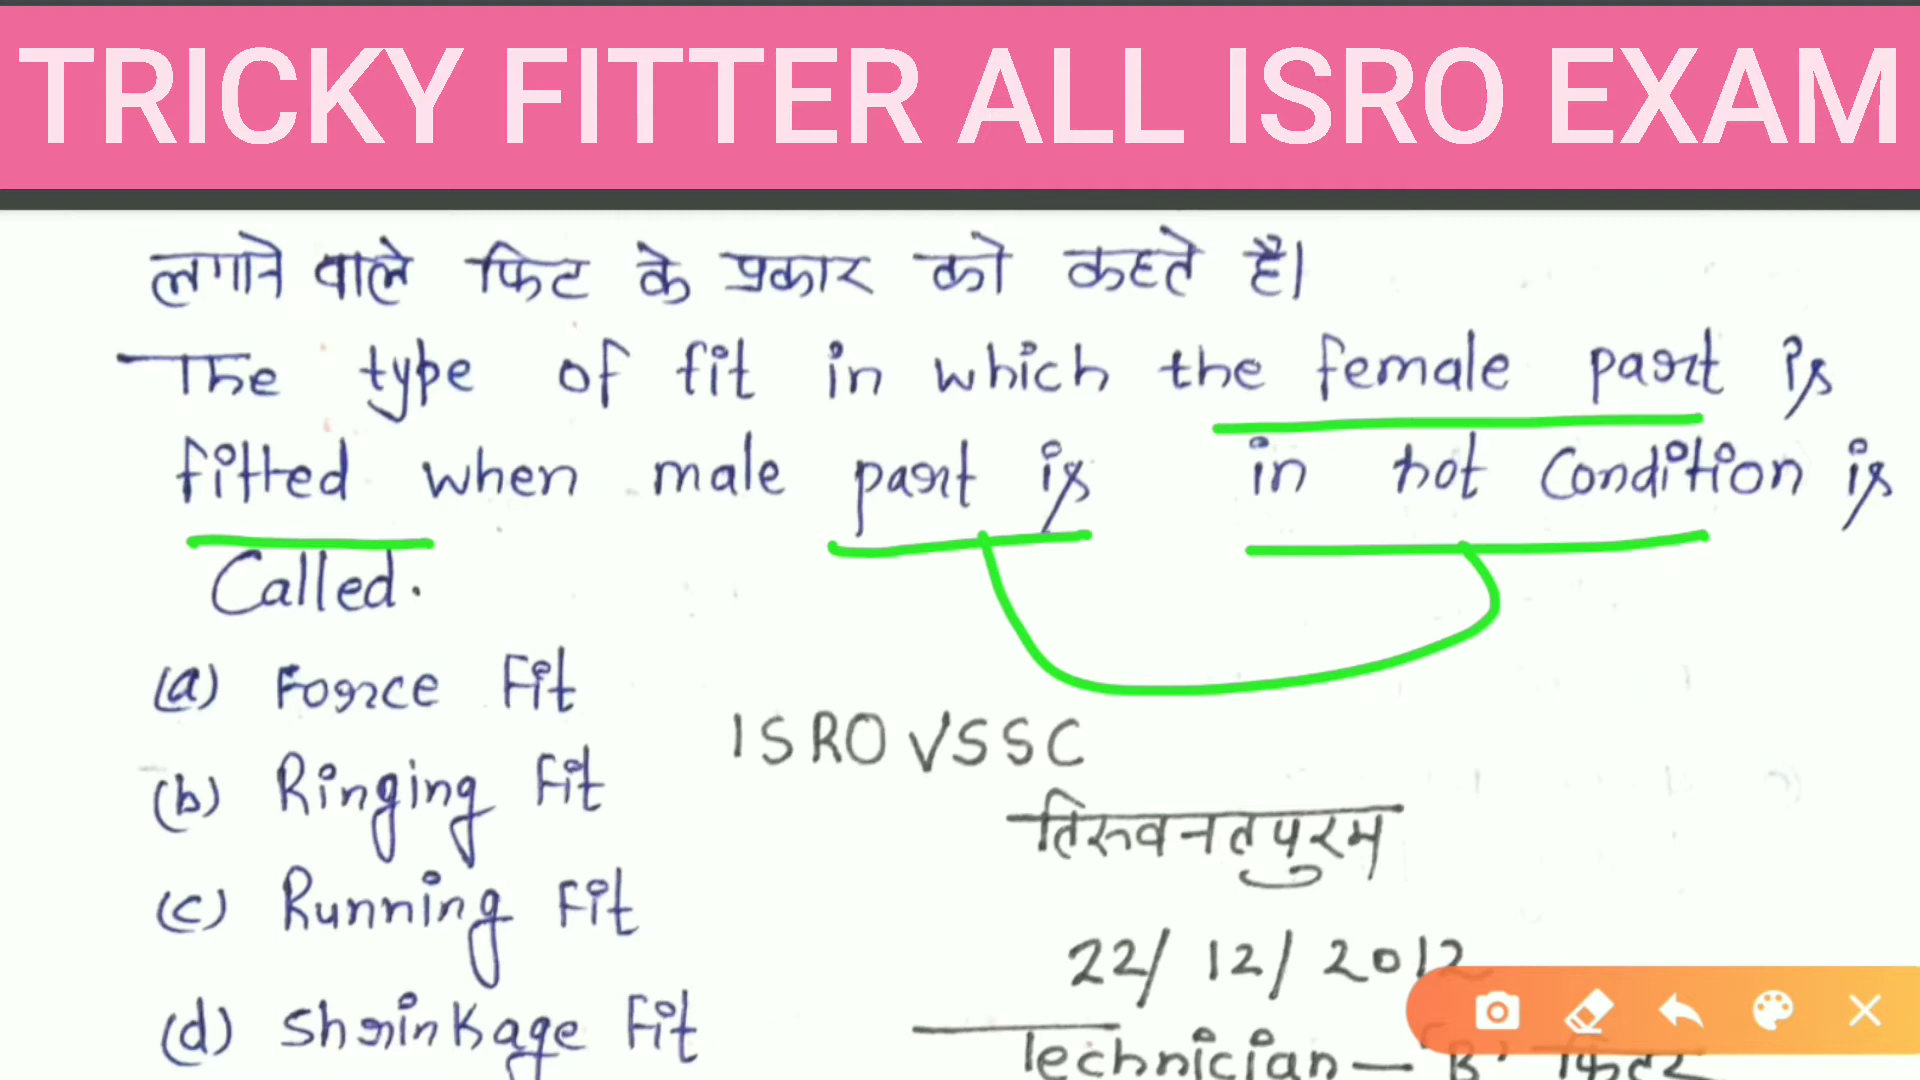 TRICKY FITTER ALL ISRO EXAM
लगाने वाले फिट के प्रकार को कहते है।
The type of fit in which the female part is
fitted when male part is in hot Condition is
Called.
(a) Force Fit
(b) Ringing Fit
ISRO VSSC
तिरूवनतपुरम
(c) Running Fit
22/12/2012
(d) Shrinkage Fit
Technician - 'B' फिटर